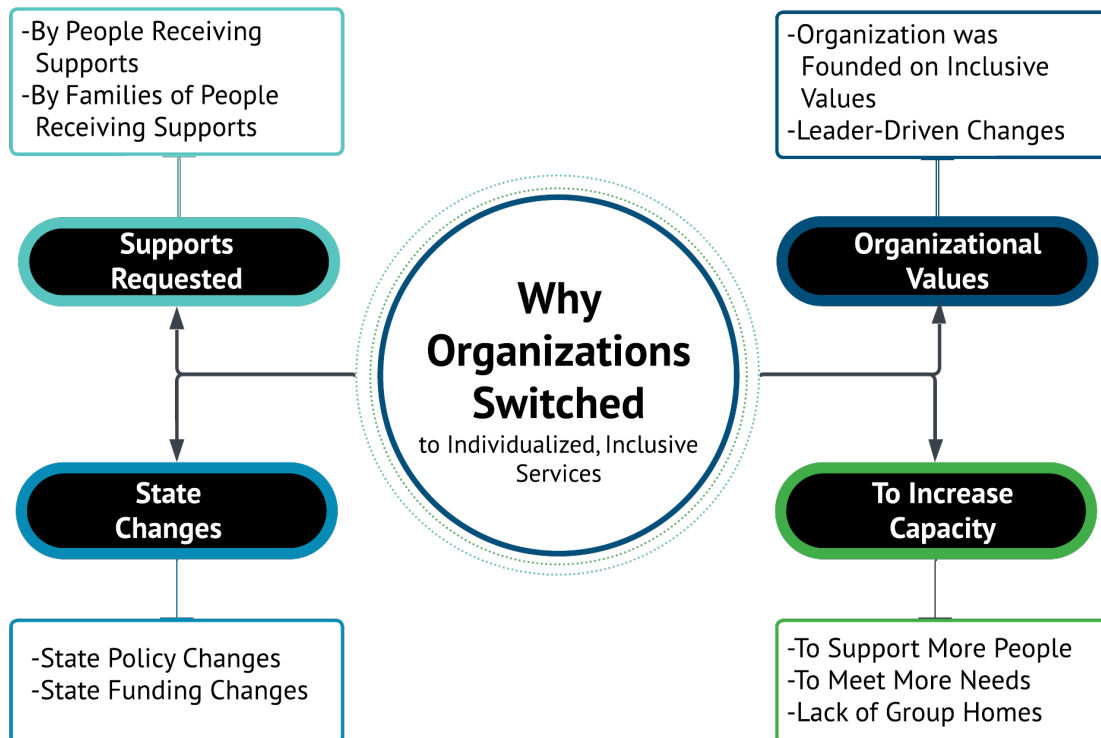 -By People Receiving
Supports
-By Families of People
Receiving Supports
Supports
Requested
-Organization was
Founded on Inclusive
Values
-Leader-Driven Changes
Organizational
Values
Why
Organizations
Switched
to Individualized, Inclusive
Services
State
Changes
-State Policy Changes
-State Funding Changes
To Increase
Capacity
-To Support More People
-To Meet More Needs
-Lack of Group Homes